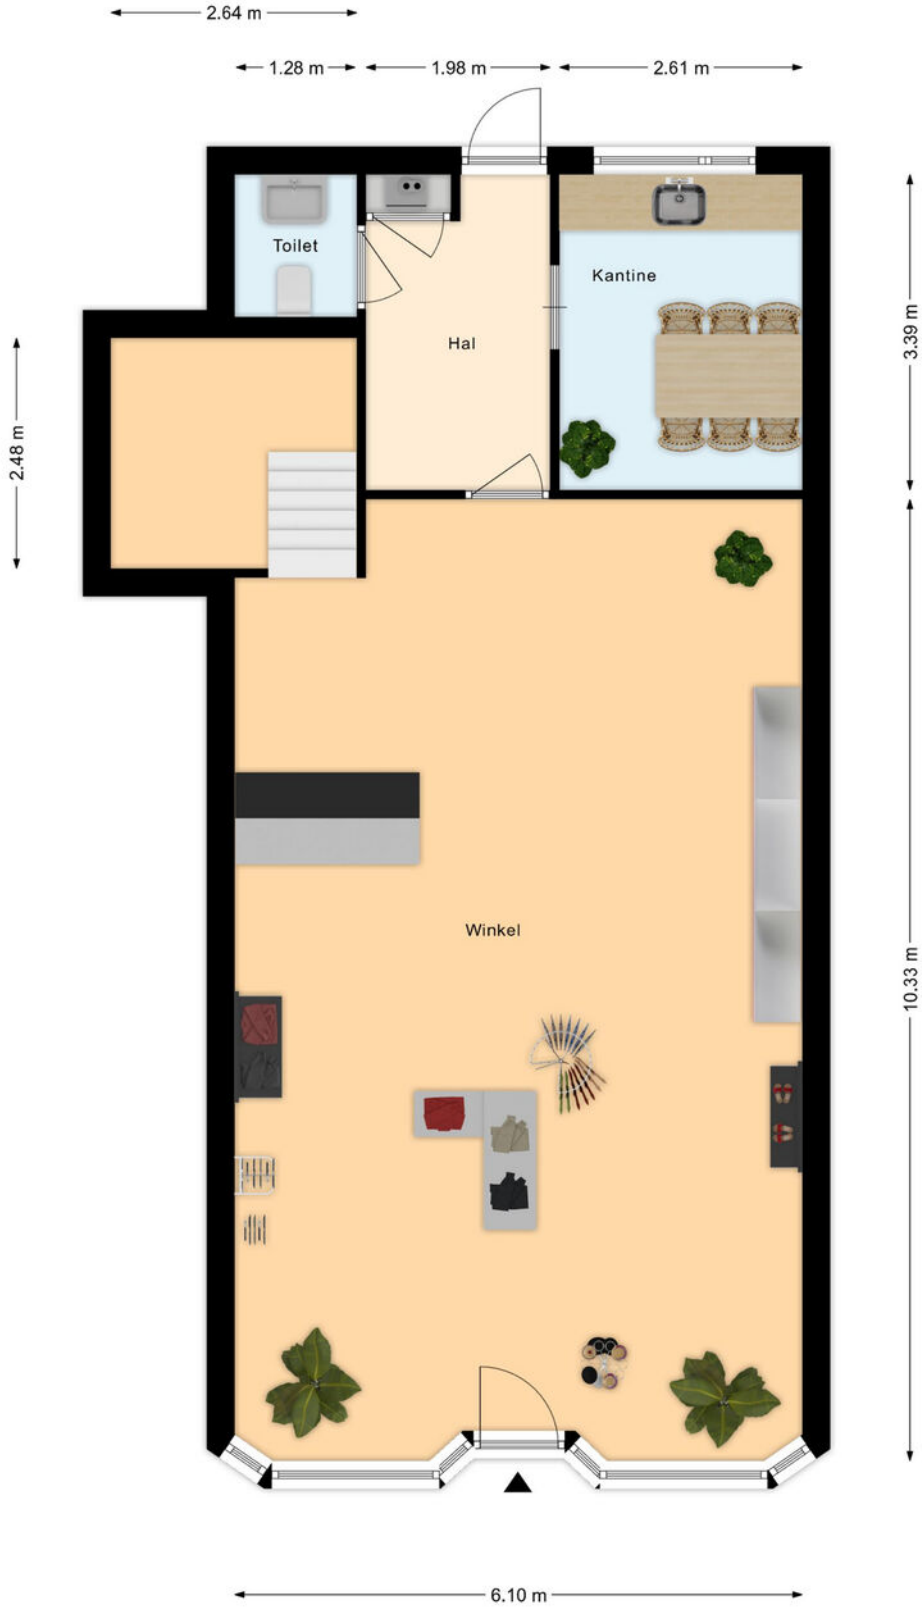 2.64 m
1.28 m
1.98 m
2.61 m
Toilet
Kantine
Hal
3.39 m
2.48 m
Winkel
10.33 m
6.10 m